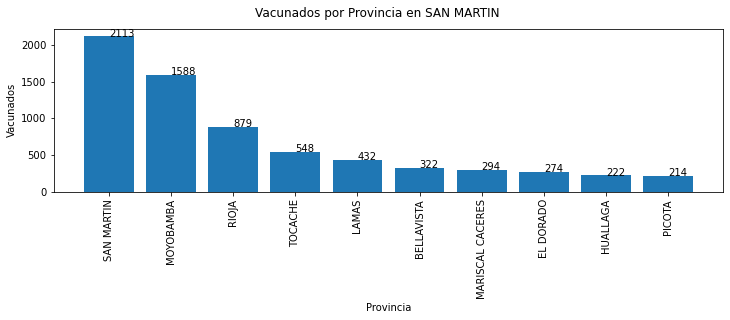 Vacunados por Provincia en SAN MARTIN
Vacunados
2000
1500
1000
500
0
2113
1588
879
548
432
322
294
274
222
214
SAN MARTIN
MOYOBAMBA
RIOJA
TOCACHE
LAMAS
BELLAVISTA
MARISCAL CACERES
EL DORADO
HUALLAGA
PICOTA
Provincia